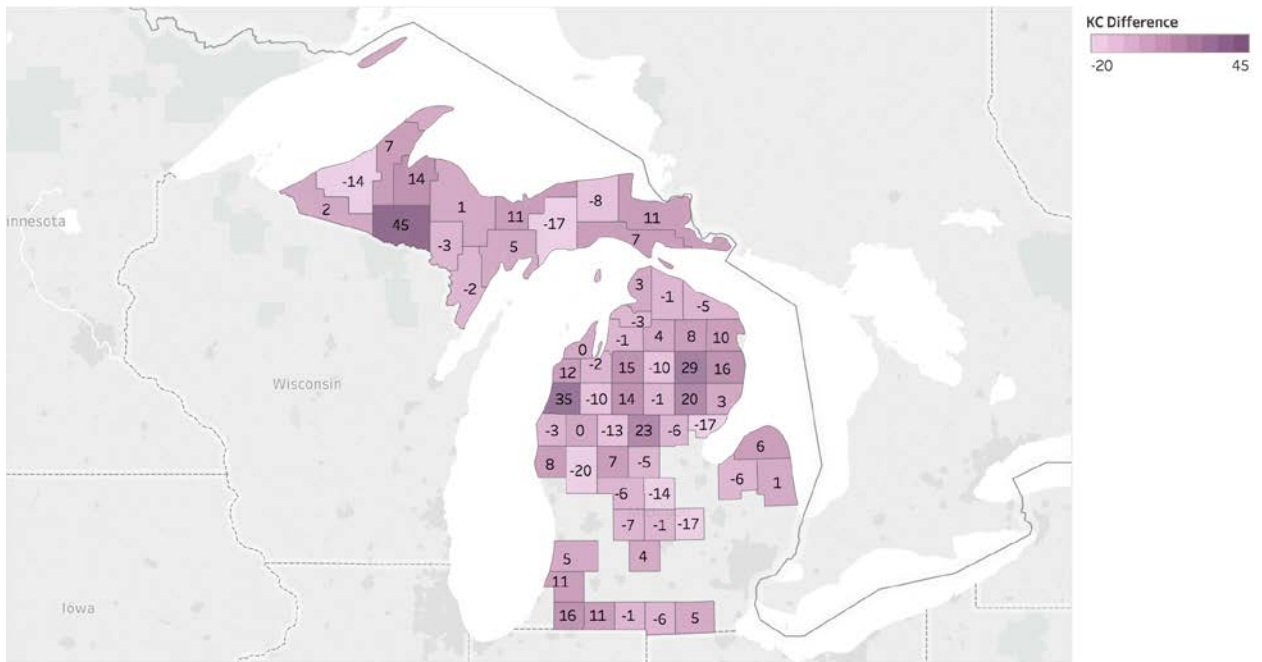 KC Difference
-20 45
7
-14 14
2 45 1 11 -17 -8 11
-3 5 7
-2
innesota
Wisconsin
Iowa
3 -1 -5
-3
-1 4 8 10
0
12 -2 15 -10 29 16
35 -10 14 -1 20 3
-3 0 -13 23 -6 -17
8 -20 7 -5
6
-6 1
-6 -14
-7 -1 -17
5 4
11
16 11 -1 -6 5